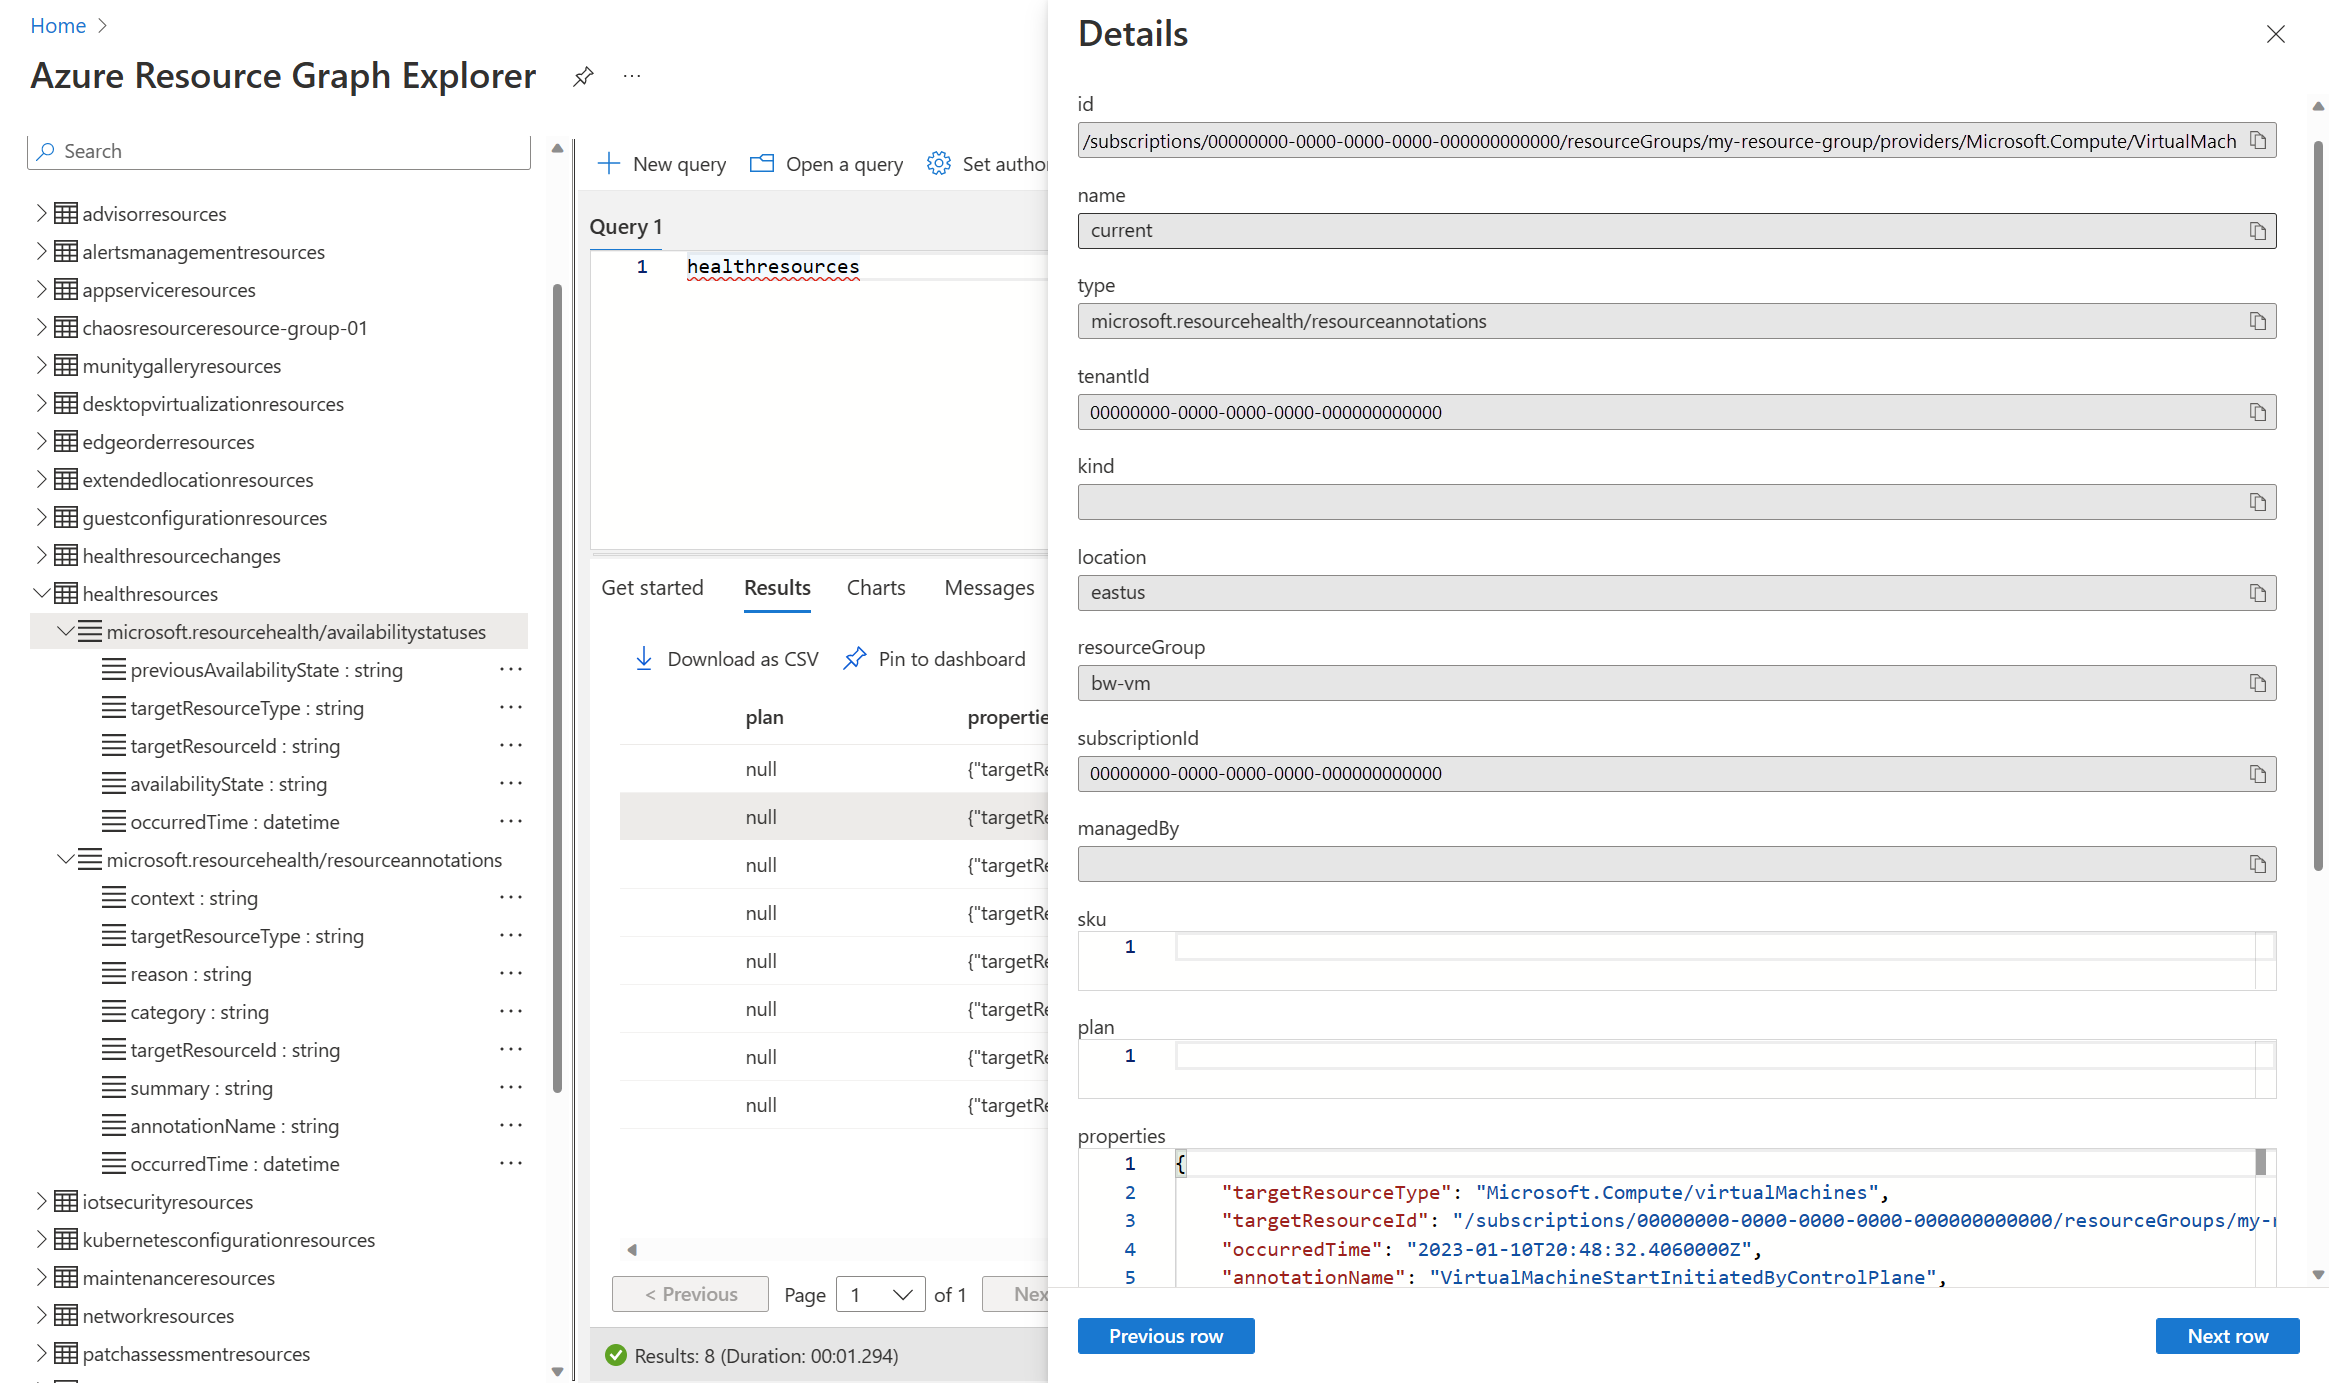 Home
Azure Resource Graph Explorer
Search
advisorresources
alertsmanagementresources
appserviceresources
chaosresourceresource-group-01
munitygalleryresources
desktopvirtualizationresources
edgeorderresources
extendedlocationresources
guestconfigurationresources
healthresourcechanges
healthresources
microsoft.resourcehealth/availabilitystatuses
previousAvailabilityState : string
targetResourceType : string
targetResourceId : string
availabilityState : string
occurredTime : datetime
microsoft.resourcehealth/resourceannotations
context : string
targetResourceType : string
reason : string
category : string
targetResourceId : string
summary : string
annotationName : string
occurredTime : datetime
iotsecurityresources
kubernetesconfigurationresources
maintenanceresources
networkresources
patchassessmentresources
New query Open a query Set author
Query 1
1 healthresources
Get started Results Charts Messages
Download as CSV Pin to dashboard
plan propertie
null {"targetRe
null {"targetRe
null {"targetRe
null {"targetRe
null {"targetRe
null {"targetRe
null {"targetRe
null {"targetRe
< Previous Page 1 of 1 Nex
Results: 8 (Duration: 00:01.294)
Details
id
/subscriptions/00000000-0000-0000-0000-000000000000/resourceGroups/my-resource-group/providers/Microsoft.Compute/VirtualMach
name
current
type
microsoft.resourcehealth/resourceannotations
tenantId
00000000-0000-0000-0000-000000000000
kind
location
eastus
resourceGroup
bw-vm
subscriptionId
00000000-0000-0000-0000-000000000000
managedBy
sku
1
plan
1
properties
1 {
2 "targetResourceType": "Microsoft.Compute/virtualMachines",
3 "targetResourceId": "/subscriptions/00000000-0000-0000-0000-000000000000/resourceGroups/my-r
4 "occurredTime": "2023-01-10T20:48:32.4060000Z",
5 "annotationName": "VirtualMachineStartInitiatedByControlPlane",
Previous row Next row